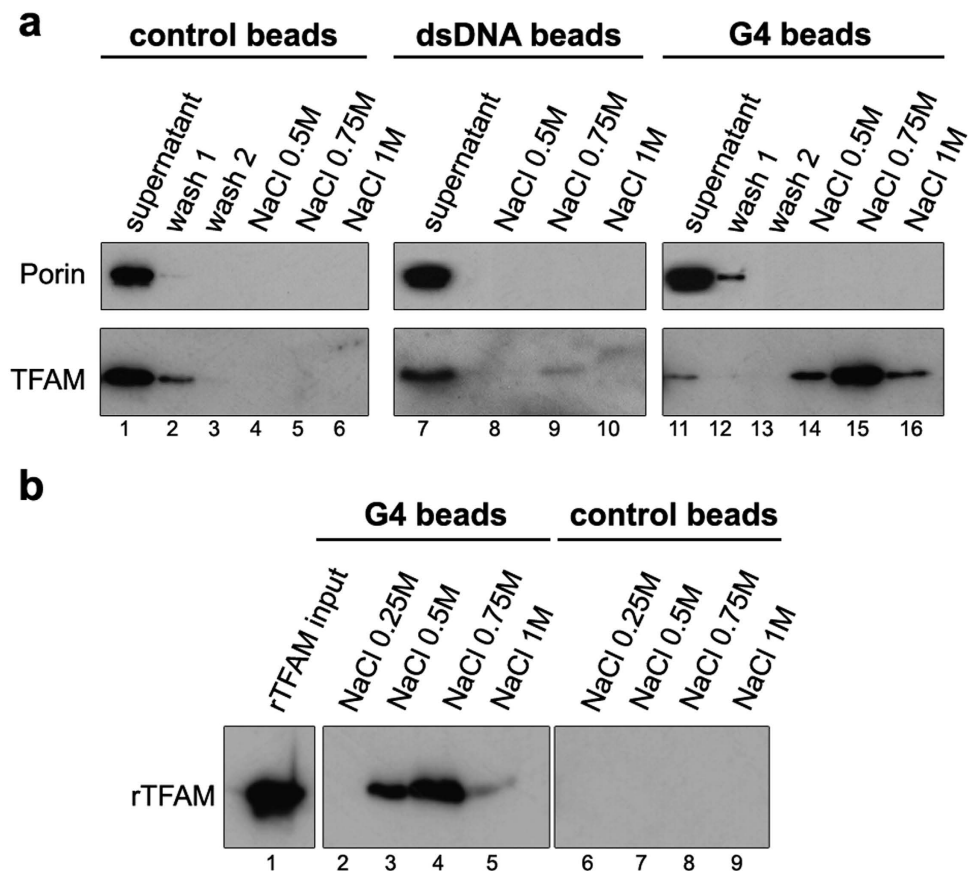 a
control beads dsDNA beads G4 beads
supernatant wash 1 wash 2 NaCl 0.5M NaCl 0.75M NaCl 1M supernatant NaCl 0.5M NaCl 0.75M NaCl 1M supernatant wash 1 wash 2 NaCl 0.5M NaCl 0.75M NaCl 1M
Porin
TFAM
1 2 3 4 5 6 7 8 9 10 11 12 13 14 15 16
b
G4 beads control beads
rTFAM input NaCl 0.25M NaCl 0.5M NaCl 0.75M NaCl 1M NaCl 0.25M NaCl 0.5M NaCl 0.75M NaCl 1M
rTFAM
1 2 3 4 5 6 7 8 9